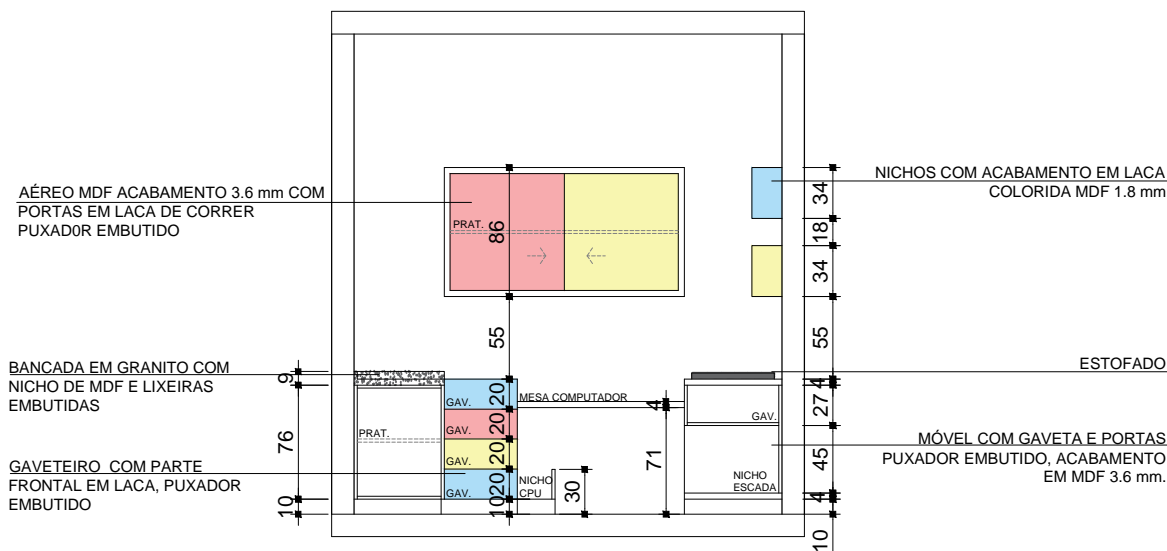 AÉREO MDF ACABAMENTO 3.6 mm COM
PORTAS EM LACA DE CORRER
PUXAD0R EMBUTIDO
PRAT.
86
NICHOS COM ACABAMENTO EM LACA
COLORIDA MDF 1.8 mm
34
18
34
55
55
BANCADA EM GRANITO COM
NICHO DE MDF E LIXEIRAS
EMBUTIDAS
9
76
10
PRAT.
GAVETEIRO COM PARTE
FRONTAL EM LACA, PUXADOR
EMBUTIDO
GAV.
20
GAV.
20
GAV.
20
GAV.
20
10
MESA COMPUTADOR
4
71
NICHO
CPU
30
ESTOFADO
4
27
GAV.
MÓVEL COM GAVETA E PORTAS
PUXADOR EMBUTIDO, ACABAMENTO
EM MDF 3.6 mm.
45
NICHO
ESCADA
4
10